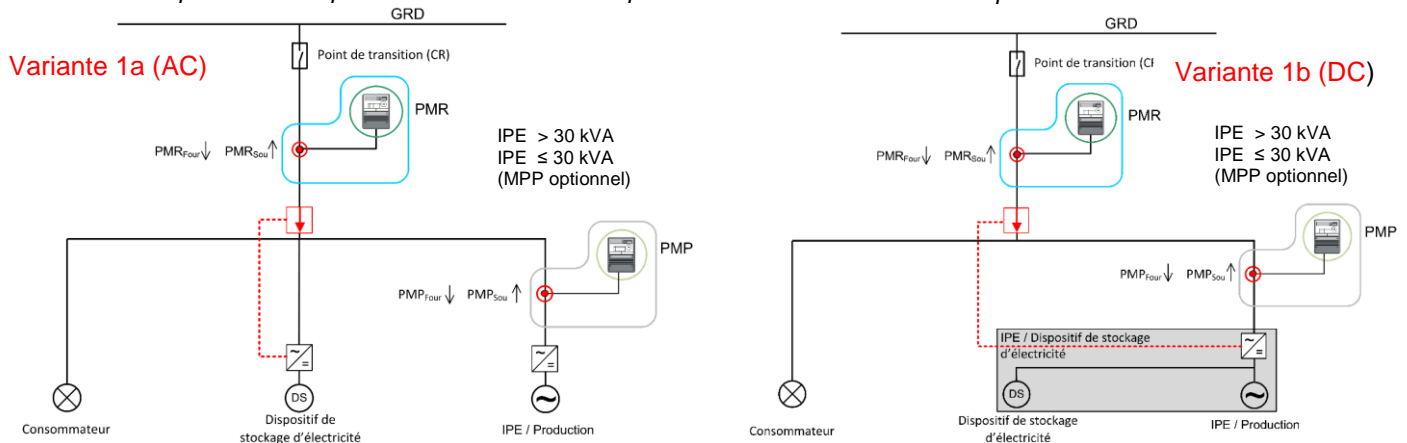 GRD
Point de transition (CR)
Variante 1a (AC)
PMR
IPE > 30 kVA
IPE ≤ 30 kVA
(MPP optionnel)
PMRFour↓ PMRSou↑
PMP
PMPFour↓ PMPSou↑
DS
Consommateur
Dispositif de
stockage d'électricité
IPE / Production
GRD
Point de transition (CF
Variante 1b (DC)
PMR
IPE > 30 kVA
IPE ≤ 30 kVA
(MPP optionnel)
PMRFour↓ PMRSou↑
PMP
PMPFour↓ PMPSou↑
IPE / Dispositif de stockage
d'électricité
DS
Consommateur
Dispositif de stockage
d'électricité
IPE / Production